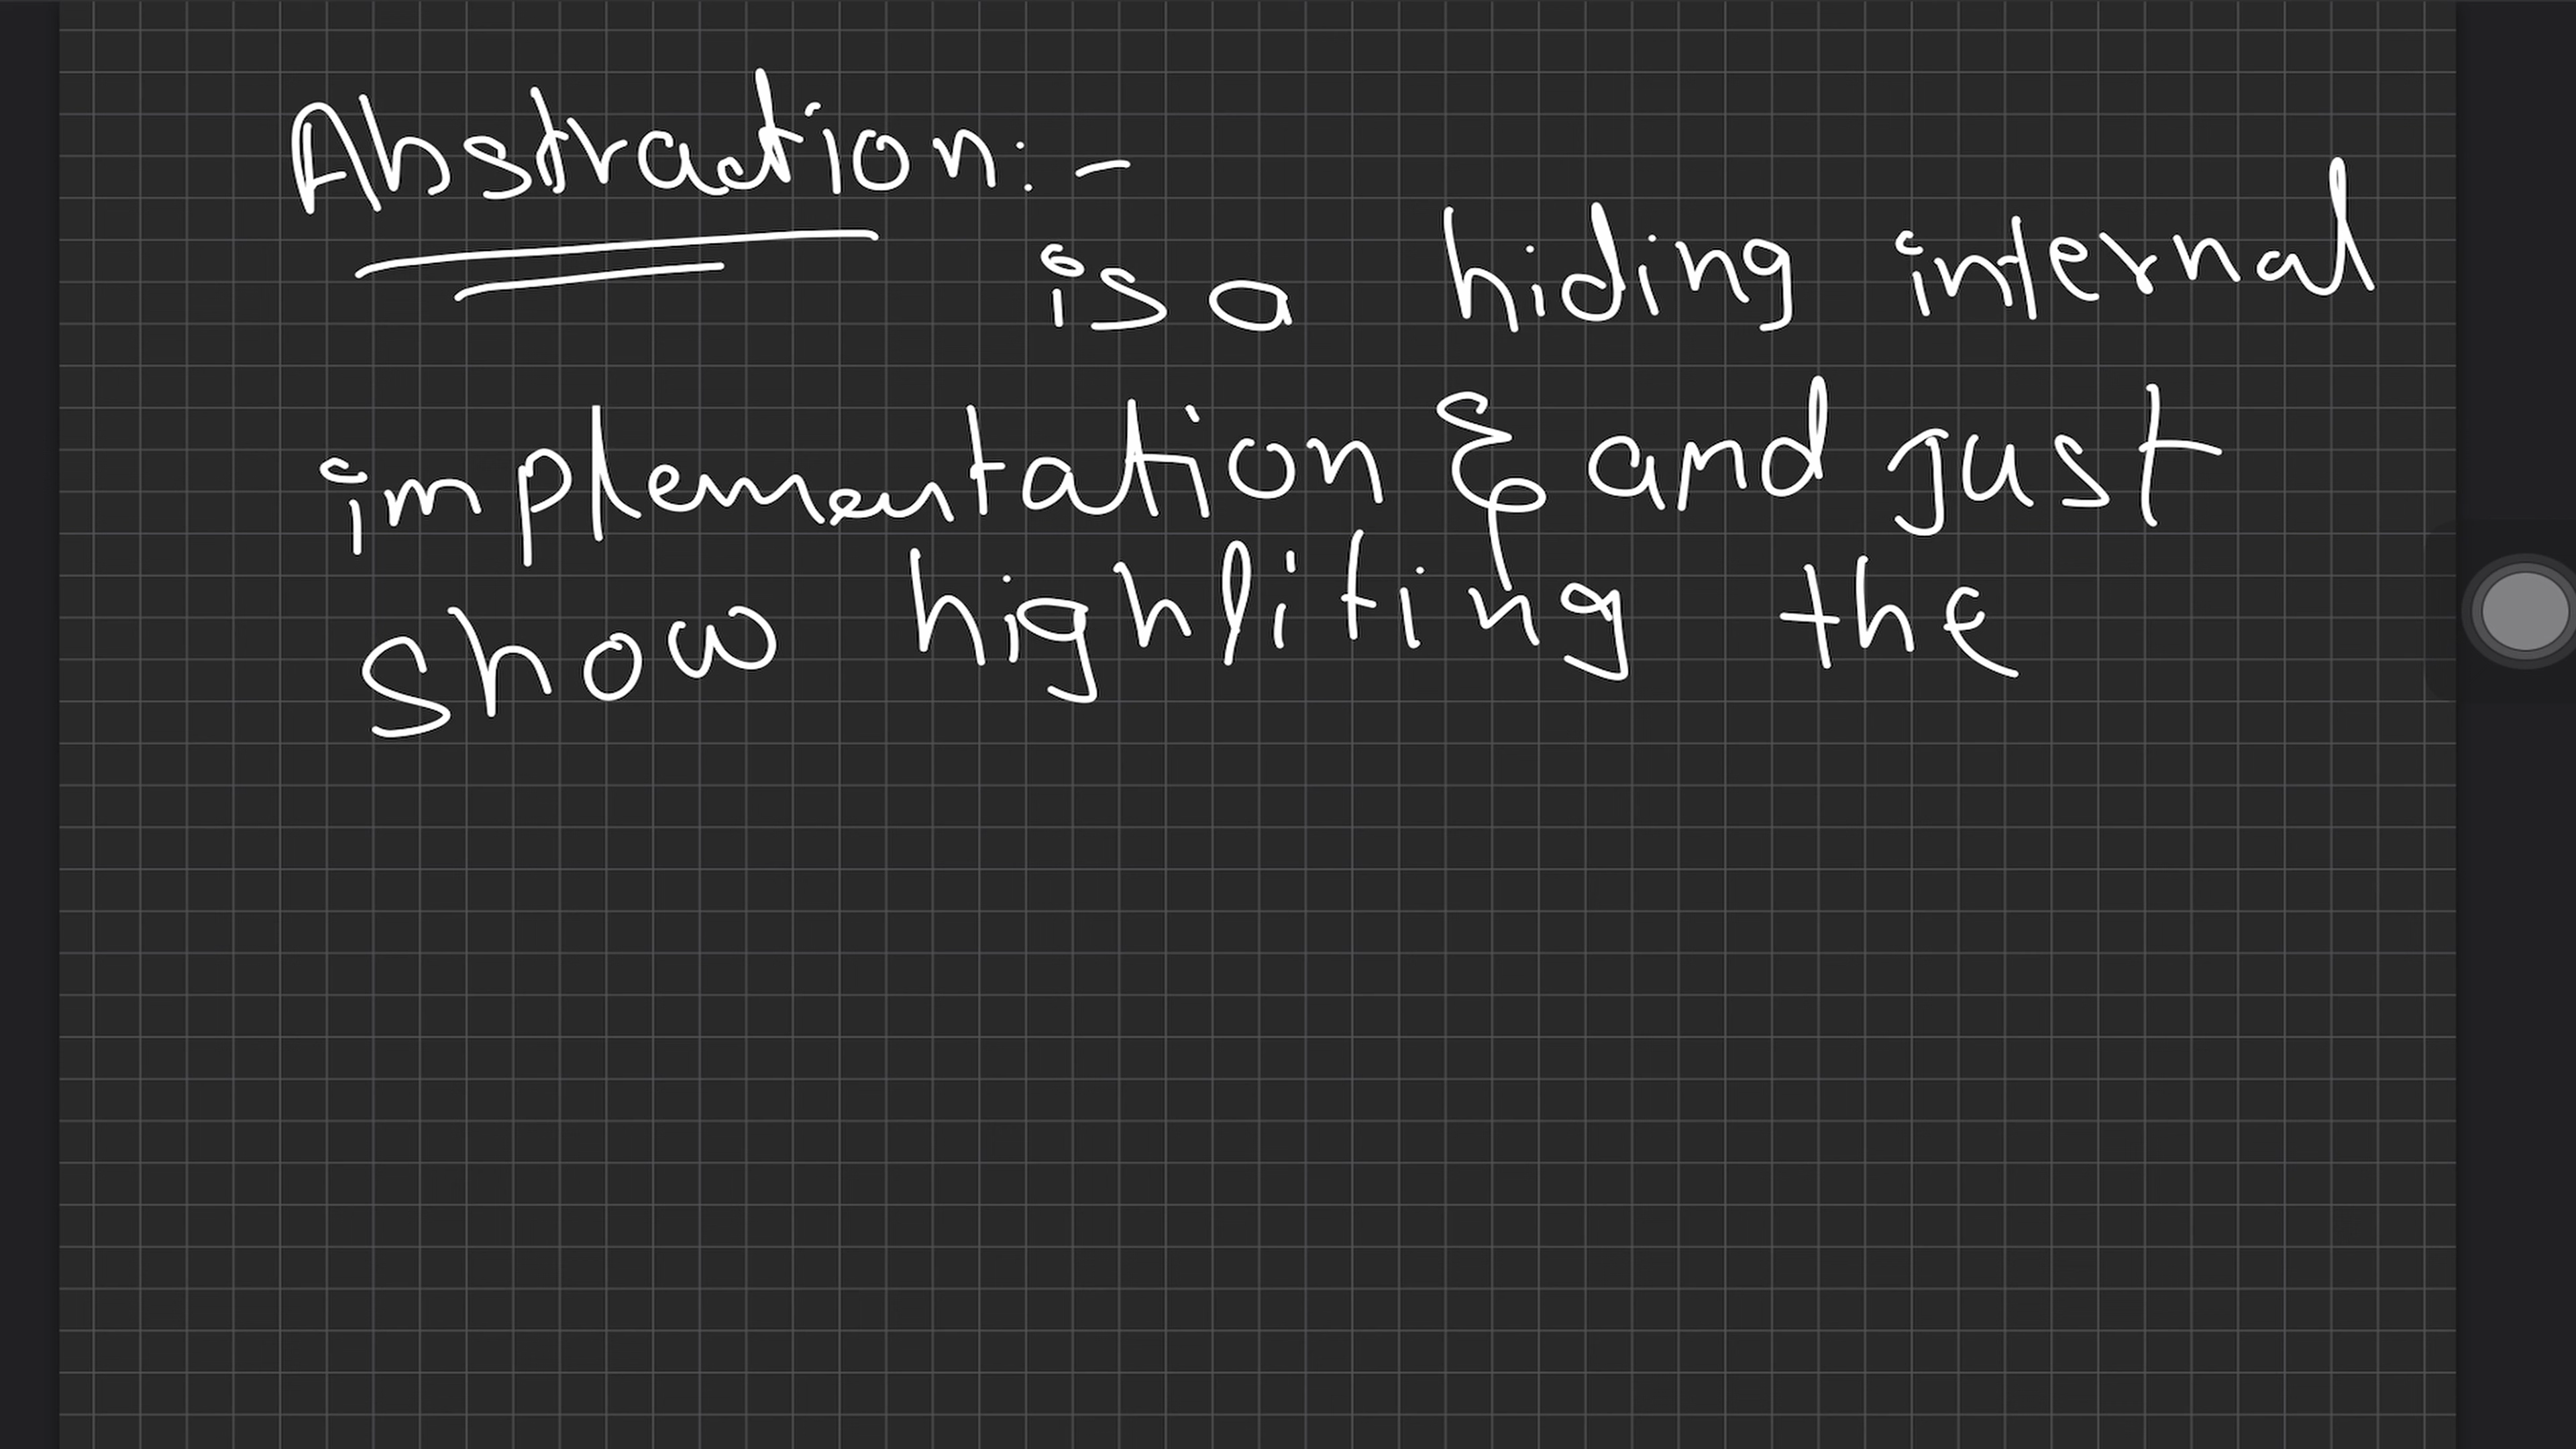 Abstraction:-
is a hiding internal
implementation & and just
show highliting the